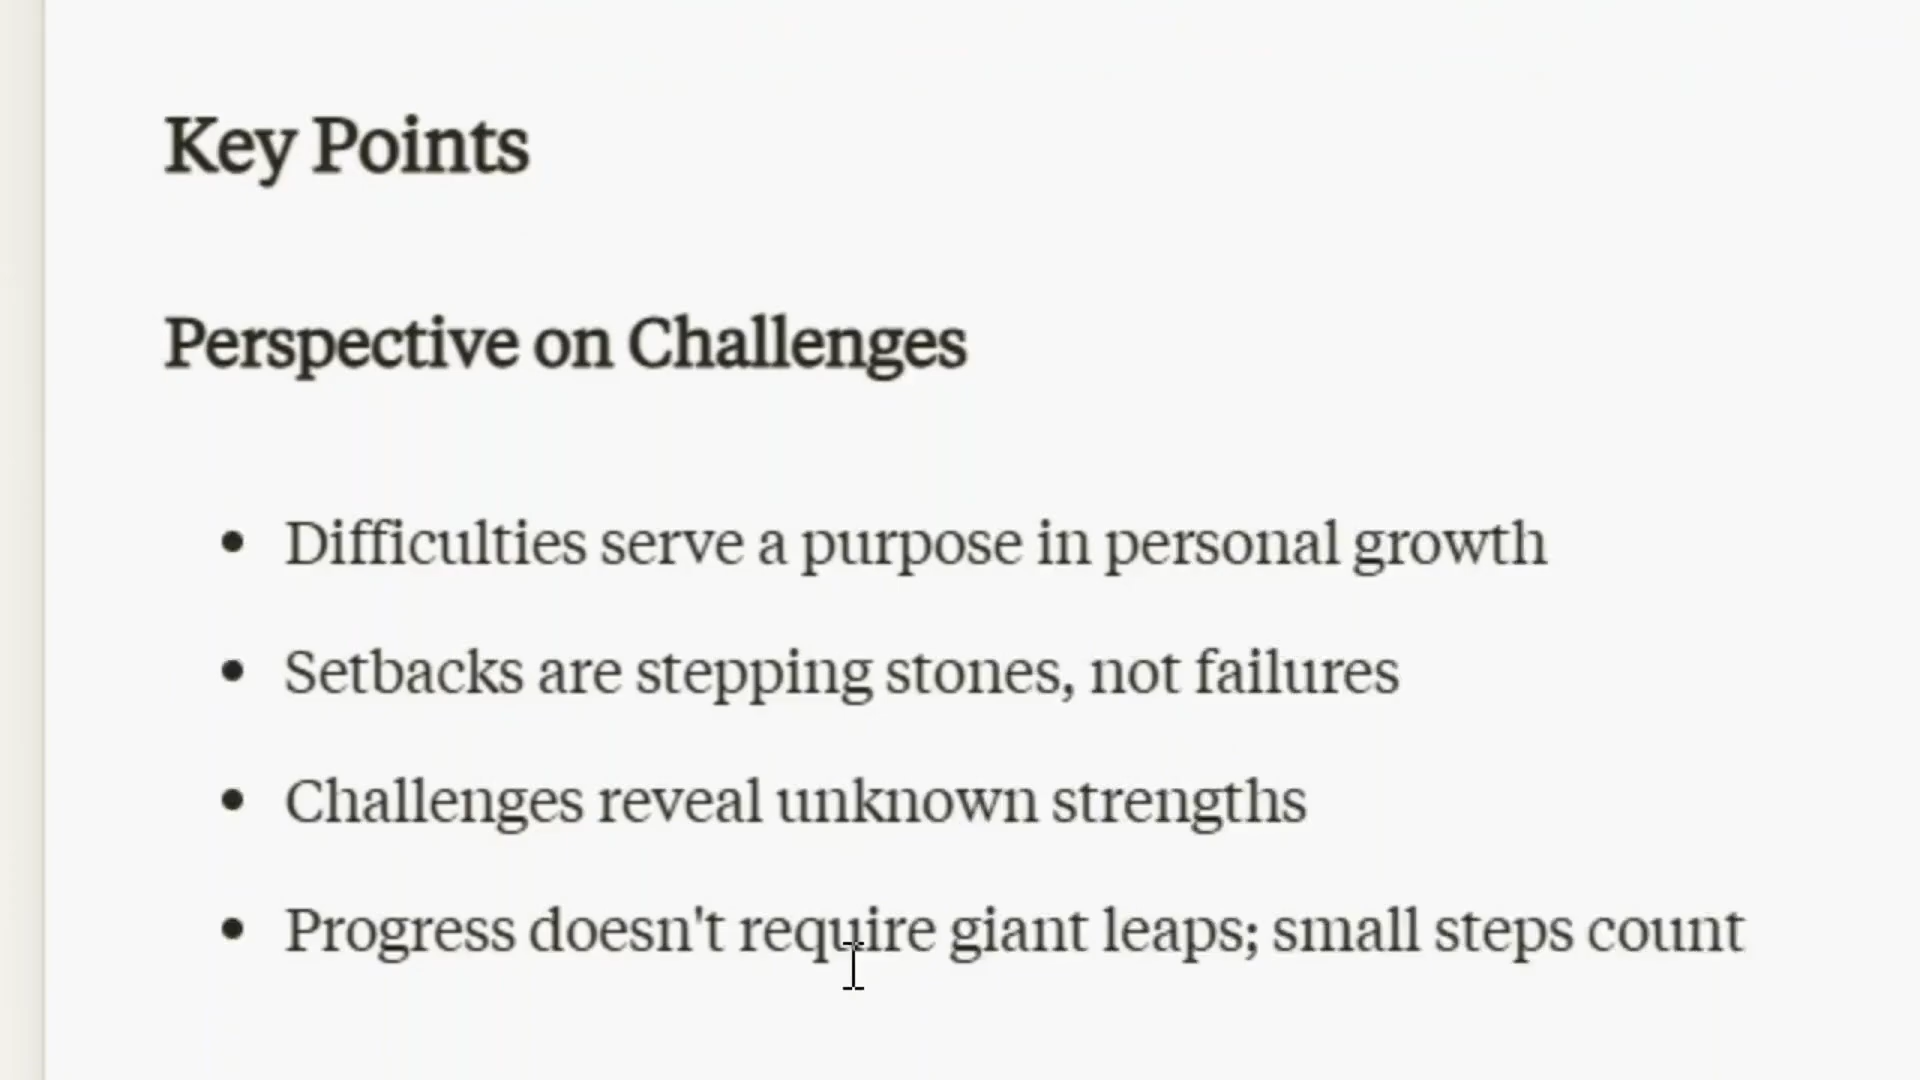 Key Points
Perspective on Challenges
• Difficulties serve a purpose in personal growth
• Setbacks are stepping stones, not failures
• Challenges reveal unknown strengths
• Progress doesn't require giant leaps; small steps count